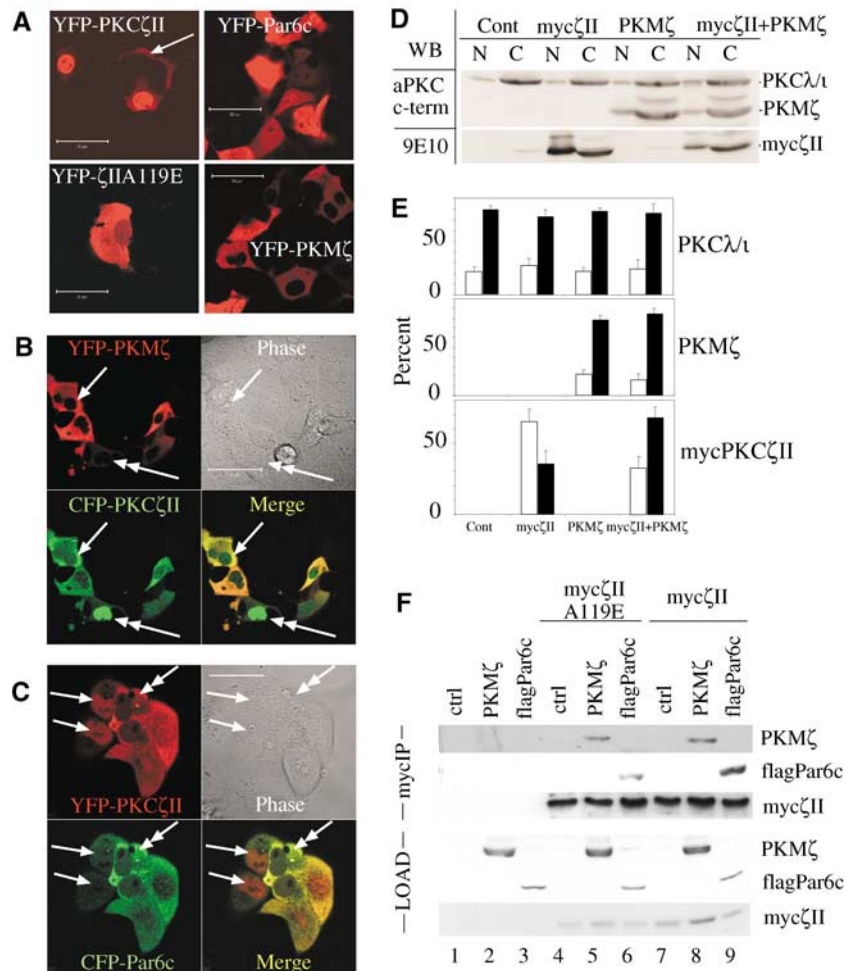 A
YFP-PKCζII
YFP-Par6c
YFP-ζIIA119E
YFP-PKMζ
B
YFP-PKMζ
Phase
CFP-PKCζII
Merge
C
YFP-PKCζII
Phase
CFP-Par6c
Merge
D
Cont mycζII PKMζ mycζII+PKMζ
WB N C N C N C N C
aPKC
c-term
PKCλ/ι
PKMζ
9E10
mycζII
E
50
0
PKCλ/ι
50
0
PKMζ
Percent
50
0
mycPKCζII
Cont mycζII PKMζ mycζII+PKMζ
F
mycζII
A119E
mycζII
ctrl PKMζ flagPar6c ctrl PKMζ flagPar6c ctrl PKMζ flagPar6c
mycIP
PKMζ
flagPar6c
mycζII
LOAD
PKMζ
flagPar6c
mycζII
1 2 3 4 5 6 7 8 9